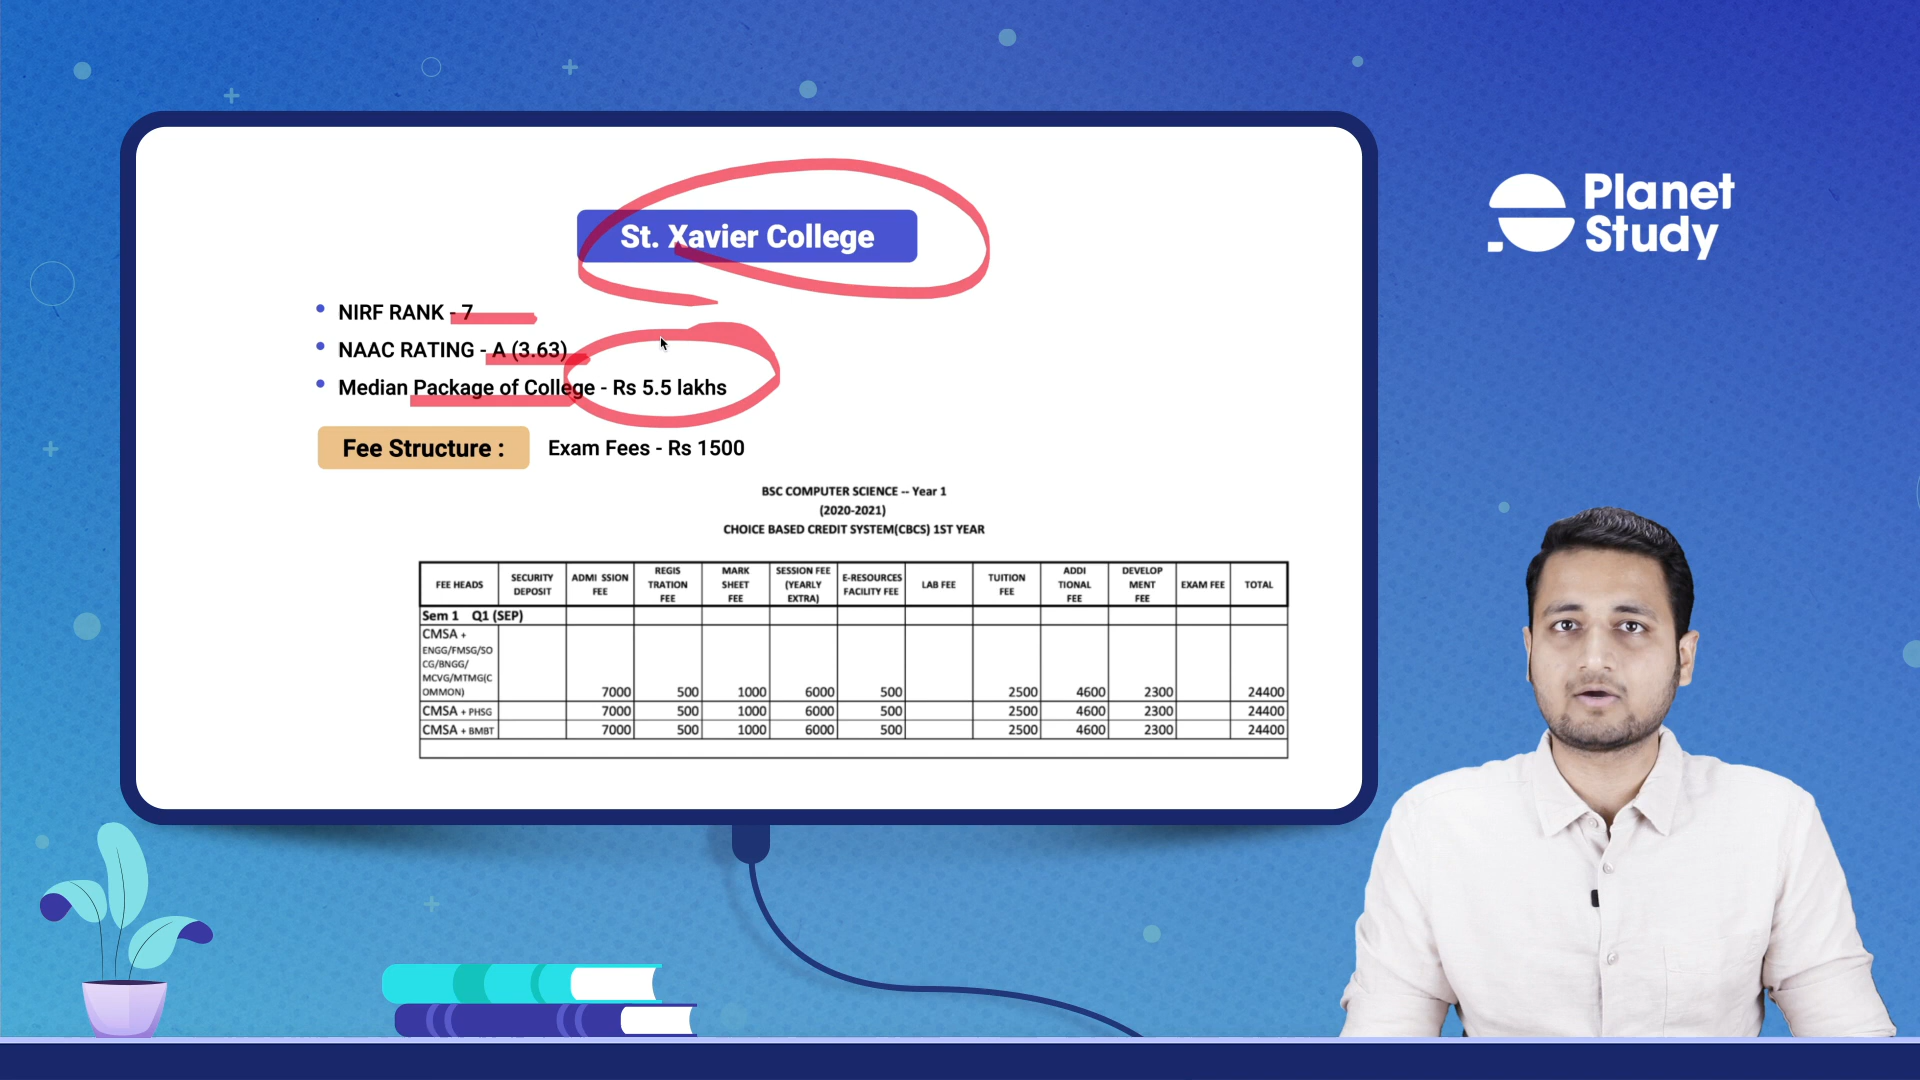 St. Xavier College
Planet
Study
NIRF RANK - 7
NAAC RATING - A (3.63)
Median Package of College - Rs 5.5 lakhs
Fee Structure :
Exam Fees - Rs 1500
BSC COMPUTER SCIENCE -- Year 1
(2020-2021)
CHOICE BASED CREDIT SYSTEM(CBCS) 1ST YEAR
FEE HEADS
SECURITY
DEPOSIT
ADMI SSION
FEE
REGIS
TRATION
FEE
MARK
SHEET
FEE
SESSION FEE
(YEARLY
EXTRA)
E-RESOURCES
FACILITY FEE
LAB FEE
TUITION
FEE
ADDI
TIONAL
FEE
DEVELOP
MENT
FEE
EXAM FEE
TOTAL
Sem 1 Q1 (SEP)
CMSA +
ENGG/FMSG/SO
CG/BNGG/
MCVG/MTMG(C
OMMON) 7000 500 1000 6000 500 2500 4600 2300 24400
CMSA + PHSG 7000 500 1000 6000 500 2500 4600 2300 24400
CMSA + BMBT 7000 500 1000 6000 500 2500 4600 2300 24400